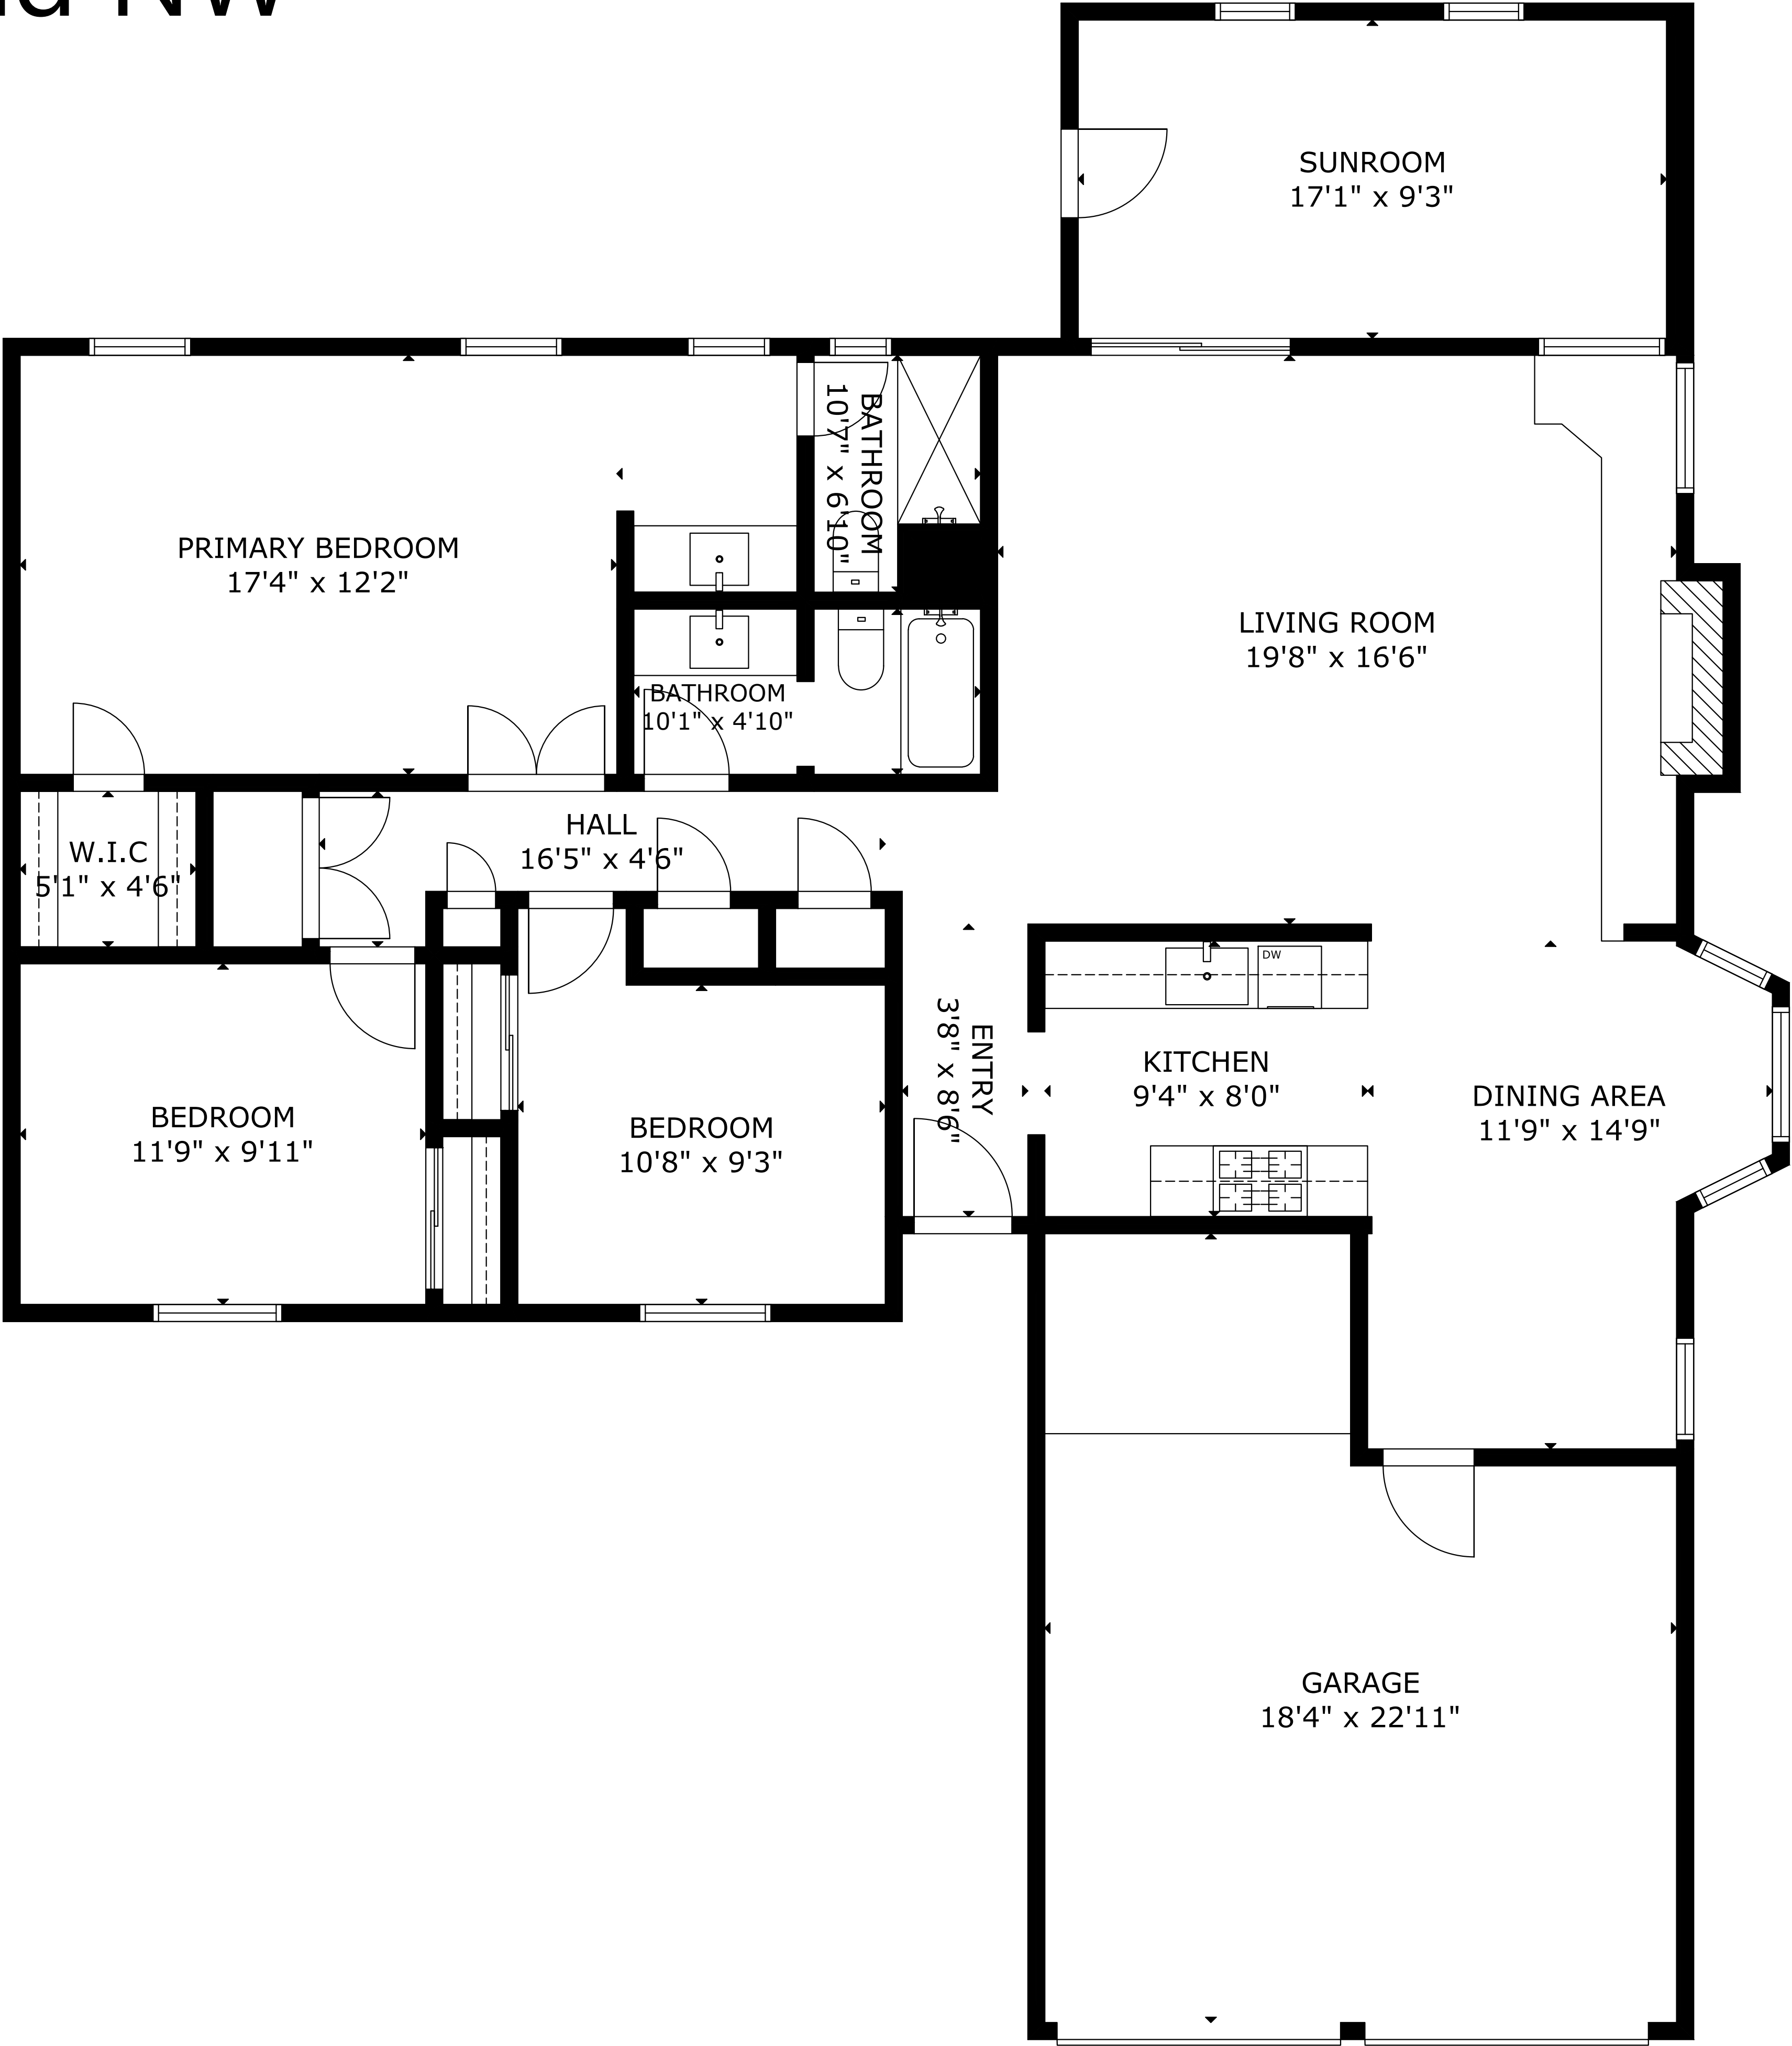 NW
SUNROOM
17'1" x 9'3"
PRIMARY BEDROOM
17'4" x 12'2"
BATHROOM
10'7" x 6'10"
LIVING ROOM
19'8" x 16'6"
BATHROOM
10'1" x 4'10"
HALL
16'5" x 4'6"
W.I.C
5'1" x 4'6"
DW
ENTRY
3'8" x 8'6"
KITCHEN
9'4" x 8'0"
DINING AREA
11'9" x 14'9"
BEDROOM
11'9" x 9'11"
BEDROOM
10'8" x 9'3"
GARAGE
18'4" x 22'11"